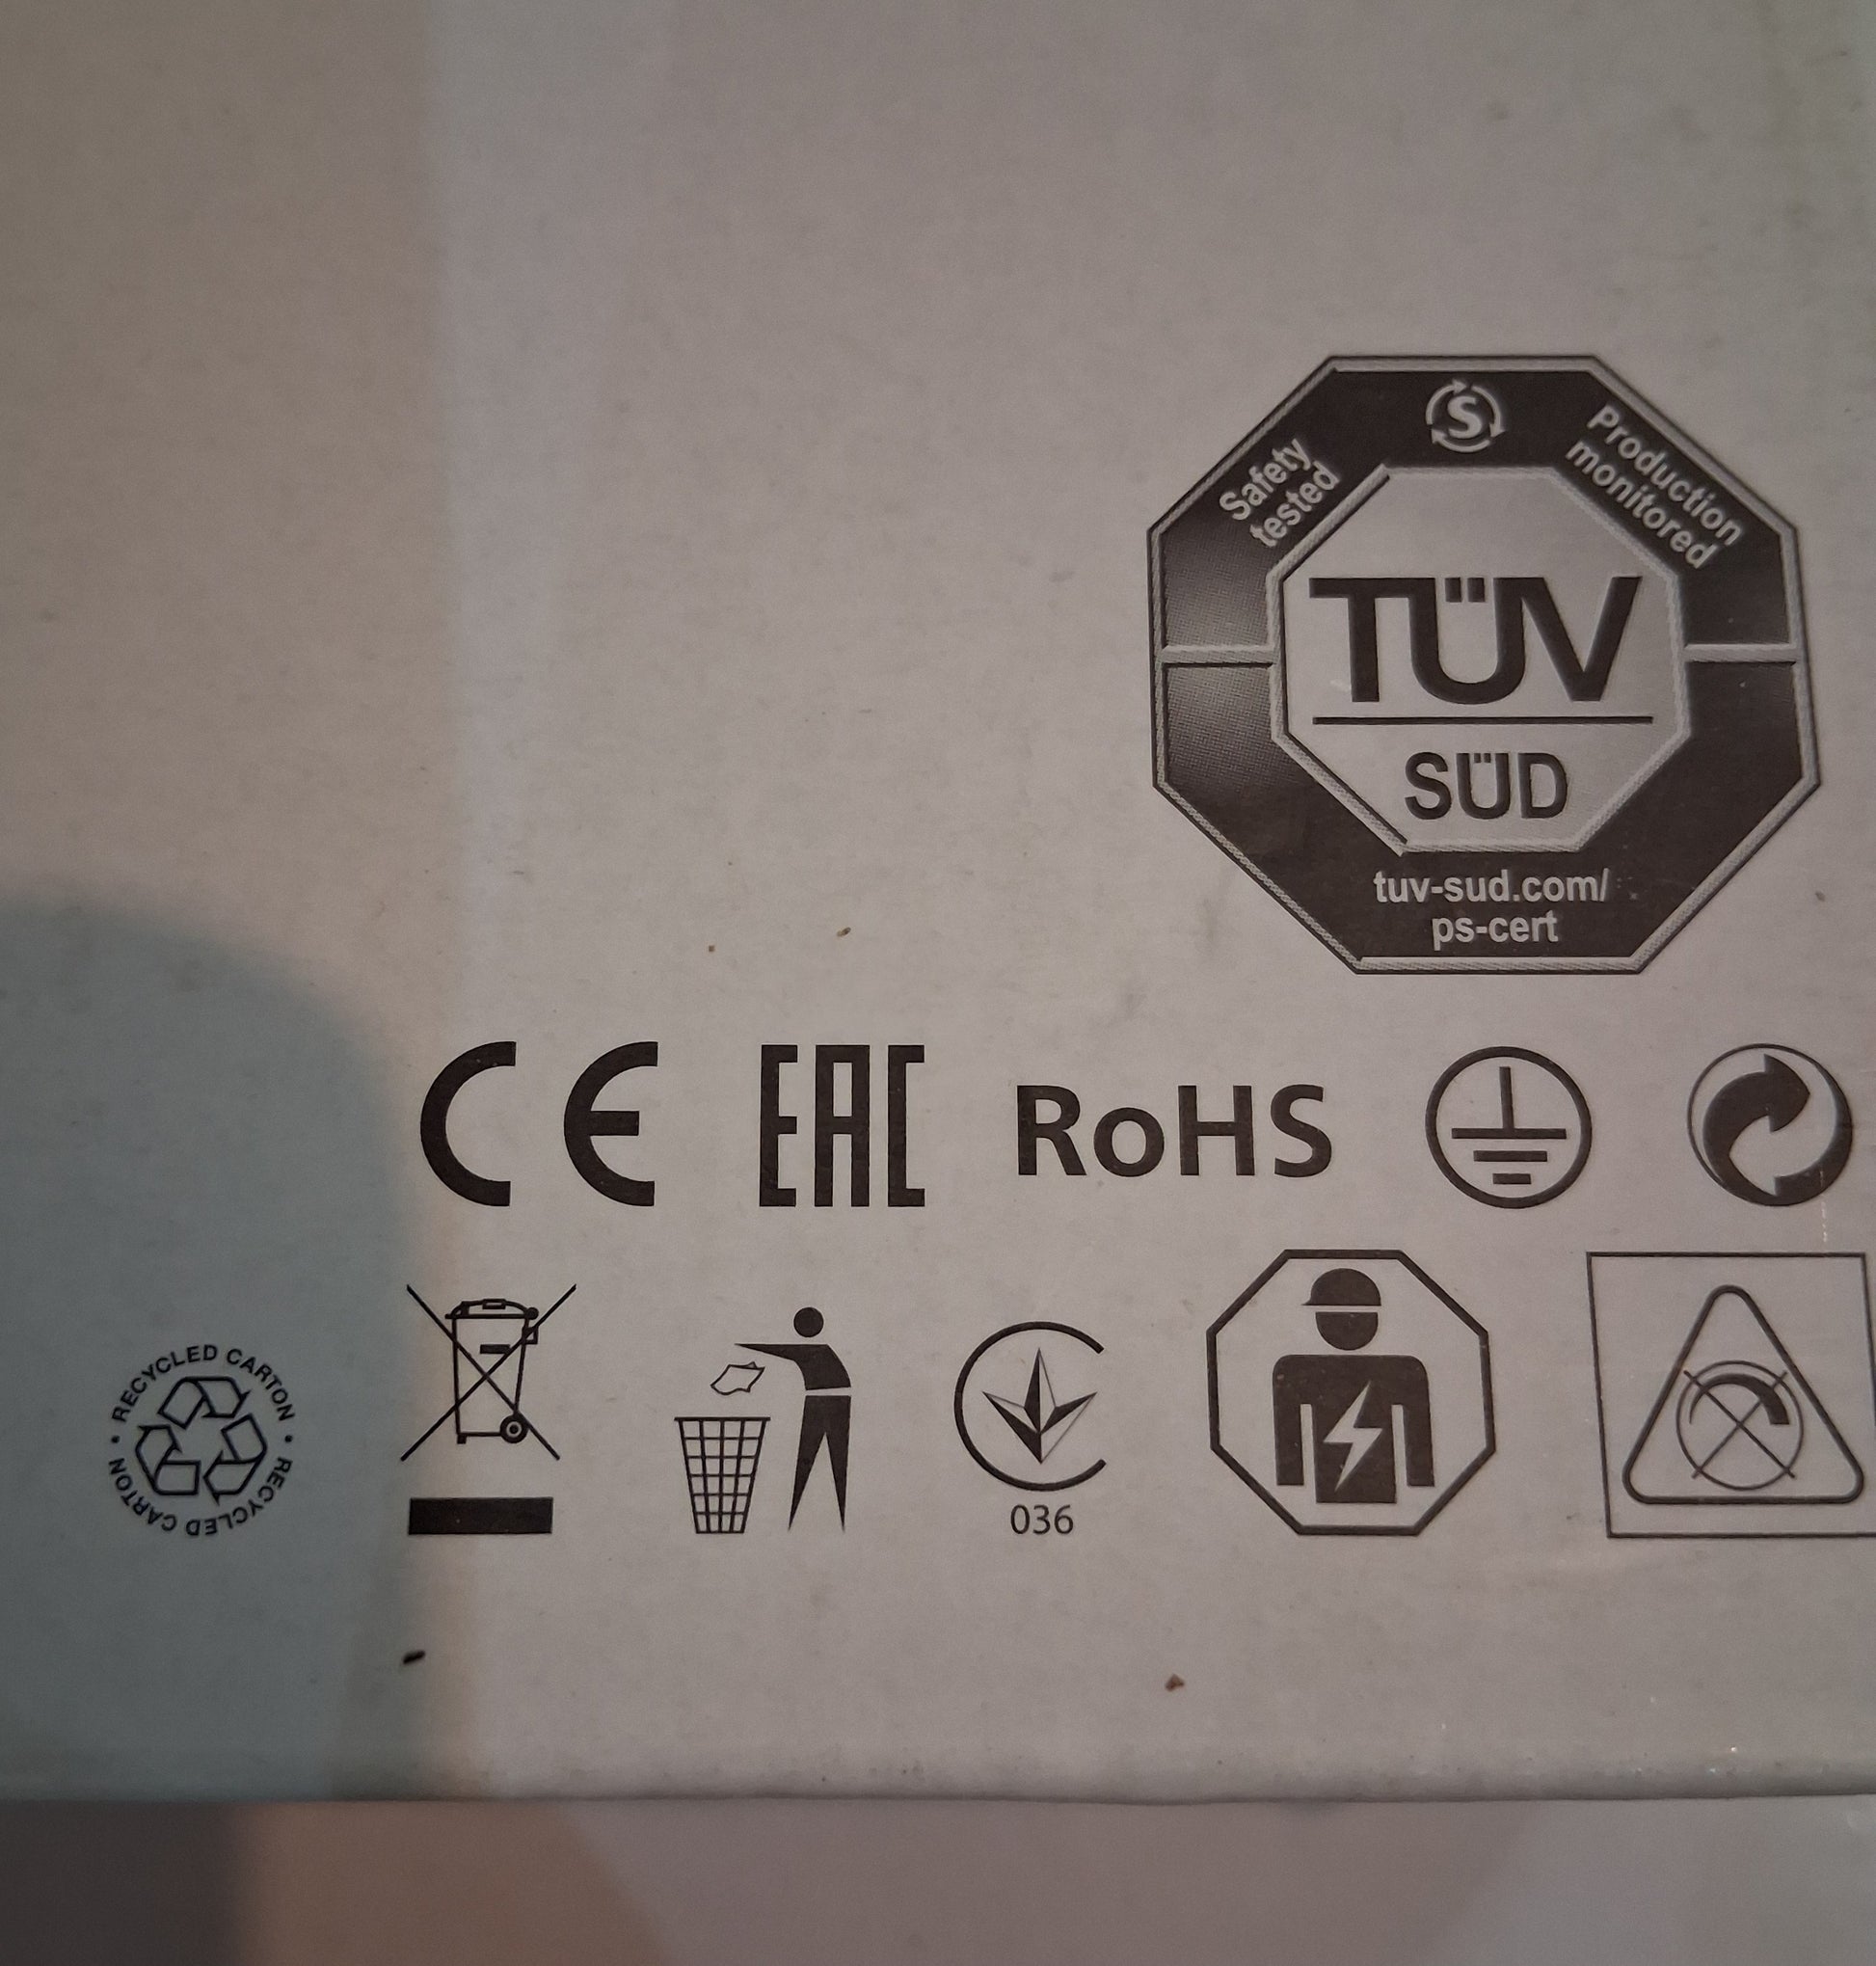 Safety
tested
S
Production
monitored
TÜV
SÜD
tuv-sud.com/
ps-cert
CE EAC RoHS
RECYCLED CARTON • RECYCLED CARTON •
036